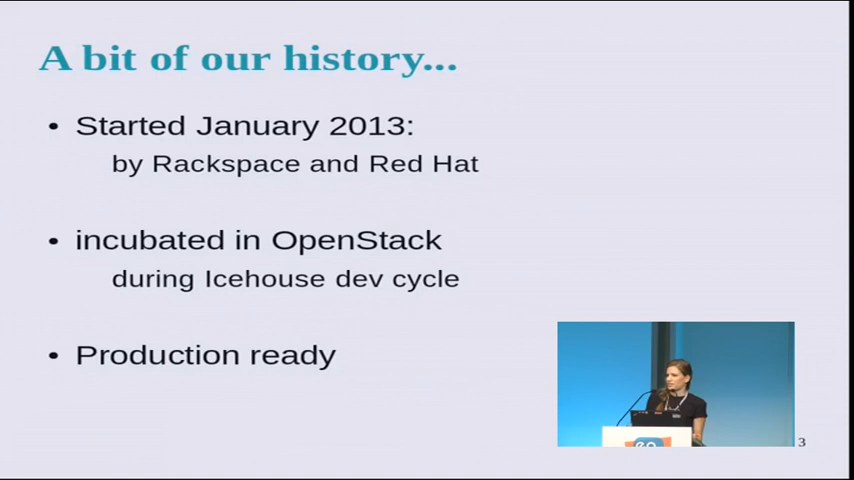 A bit of our history...
• Started January 2013:
by Rackspace and Red Hat
• incubated in OpenStack
during Icehouse dev cycle
• Production ready
ep
3